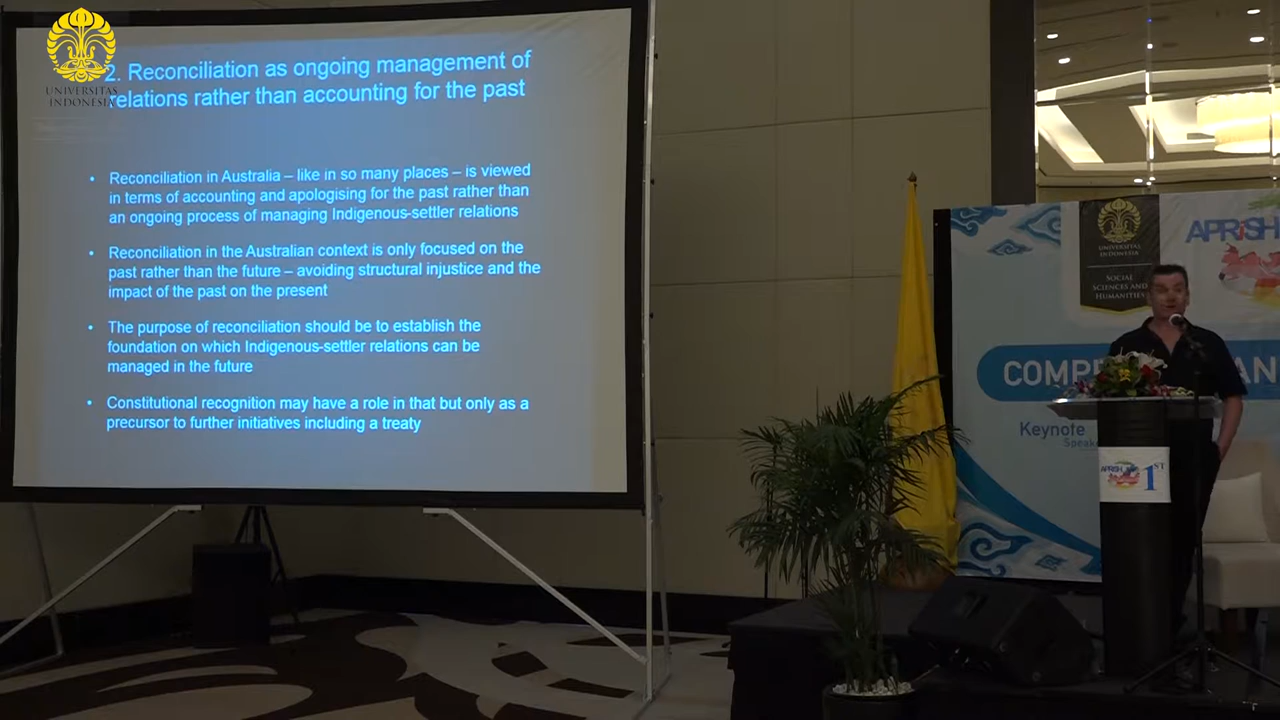 UNIVERSITAS
INDONESIA
2. Reconciliation as ongoing management of
relations rather than accounting for the past
• Reconciliation in Australia – like in so many places – is viewed
in terms of accounting and apologising for the past rather than
an ongoing process of managing Indigenous-settler relations
• Reconciliation in the Australian context is only focused on the
past rather than the future – avoiding structural injustice and the
impact of the past on the present
• The purpose of reconciliation should be to establish the
foundation on which Indigenous-settler relations can be
managed in the future
• Constitutional recognition may have a role in that but only as a
precursor to further initiatives including a treaty
UNIVERSITAS
INDONESIA
SOCIAL
SCIENCES AND
HUMANITIES
APRiSH
Keynote
APRISH 1ST